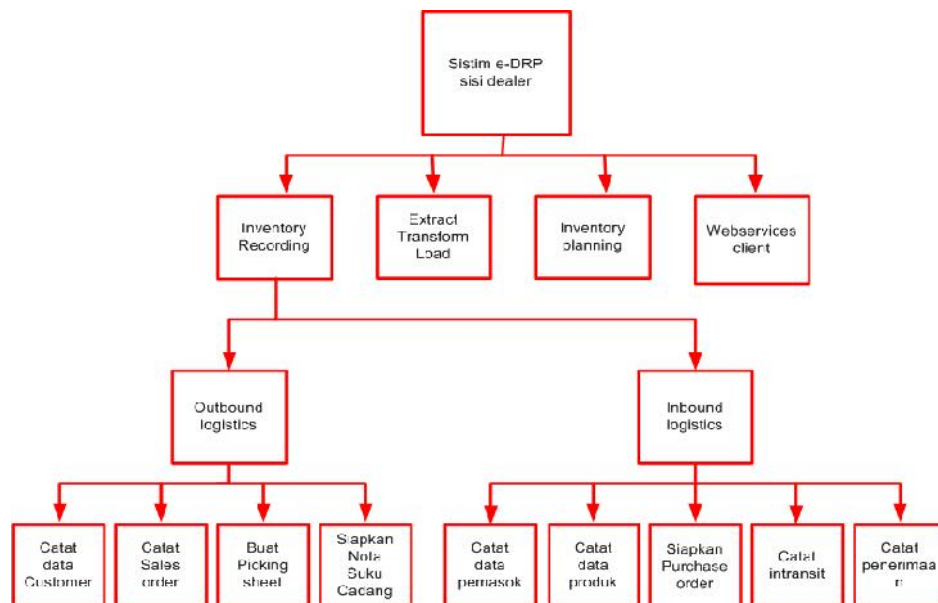 Sistim e-DRP
sisi dealer
Inventory
Recording
Extract
Transform
Load
Inventory
planning
Webservices
client
Outbound
logistics
Inbound
logistics
Catat
data
Customer
Catat
Sales
order
Buat
Picking
sheet
Siapkan
Nota
Suku
Cadang
Catat
data
pemasok
Catat
data
produk
Siapkan
Purchase
order
Catat
intransit
Catat
penerimaa
n